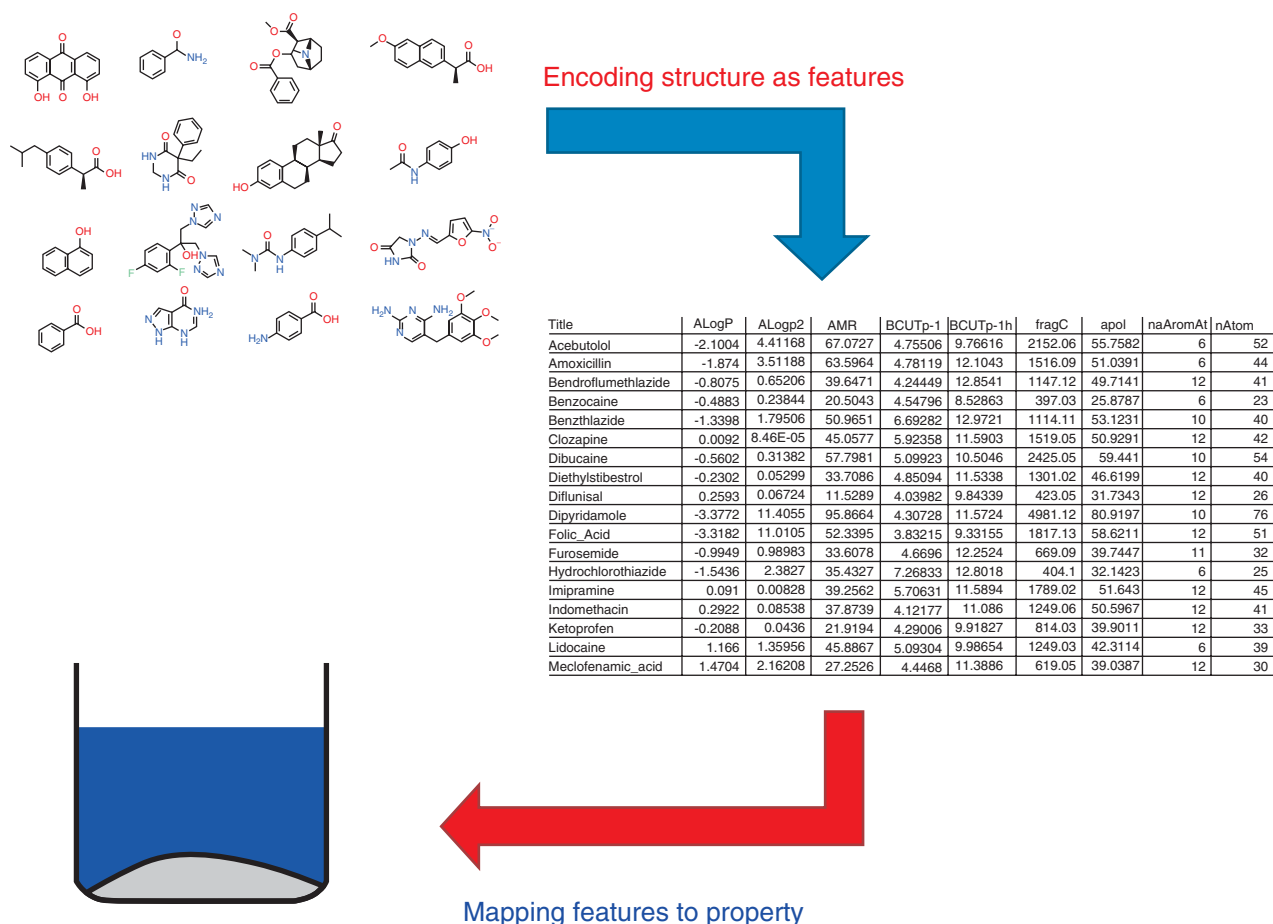 O
O
OH
O
OH
O
NH2
O
O
O
O
N
O
O
OH
O
OH
O
HN
N
H
O
O
HO
O
N
H
OH
OH
N
N
N
OH
N
N
N
F
F
O
N
N
H
O
O
HN
N
N
O
N+
O
O-
O
OH
O
NH2
N
N
H
N
H
O
OH
H2N
H2N
N
NH2
N
O
O
O
Encoding structure as features
Title ALogP ALogp2 AMR BCUTp-1 BCUTp-1h fragC apol naAromAt nAtom
Acebutolol -2.1004 4.41168 67.0727 4.75506 9.76616 2152.06 55.7582 6 52
Amoxicillin -1.874 3.51188 63.5964 4.78119 12.1043 1516.09 51.0391 6 44
Bendroflumethlazide -0.8075 0.65206 39.6471 4.24449 12.8541 1147.12 49.7141 12 41
Benzocaine -0.4883 0.23844 20.5043 4.54796 8.52863 397.03 25.8787 6 23
Benzthlazide -1.3398 1.79506 50.9651 6.69282 12.9721 1114.11 53.1231 10 40
Clozapine 0.0092 8.46E-05 45.0577 5.92358 11.5903 1519.05 50.9291 12 42
Dibucaine -0.5602 0.31382 57.7981 5.09923 10.5046 2425.05 59.441 10 54
Diethylstibestrol -0.2302 0.05299 33.7086 4.85094 11.5338 1301.02 46.6199 12 40
Diflunisal 0.2593 0.06724 11.5289 4.03982 9.84339 423.05 31.7343 12 26
Dipyridamole -3.3772 11.4055 95.8664 4.30728 11.5724 4981.12 80.9197 10 76
Folic_Acid -3.3182 11.0105 52.3395 3.83215 9.33155 1817.13 58.6211 12 51
Furosemide -0.9949 0.98983 33.6078 4.6696 12.2524 669.09 39.7447 11 32
Hydrochlorothiazide -1.5436 2.3827 35.4327 7.26833 12.8018 404.1 32.1423 6 25
Imipramine 0.091 0.00828 39.2562 5.70631 11.5894 1789.02 51.643 12 45
Indomethacin 0.2922 0.08538 37.8739 4.12177 11.086 1249.06 50.5967 12 41
Ketoprofen -0.2088 0.0436 21.9194 4.29006 9.91827 814.03 39.9011 12 33
Lidocaine 1.166 1.35956 45.8867 5.09304 9.98654 1249.03 42.3114 6 39
Meclofenamic_acid 1.4704 2.16208 27.2526 4.4468 11.3886 619.05 39.0387 12 30
Mapping features to property